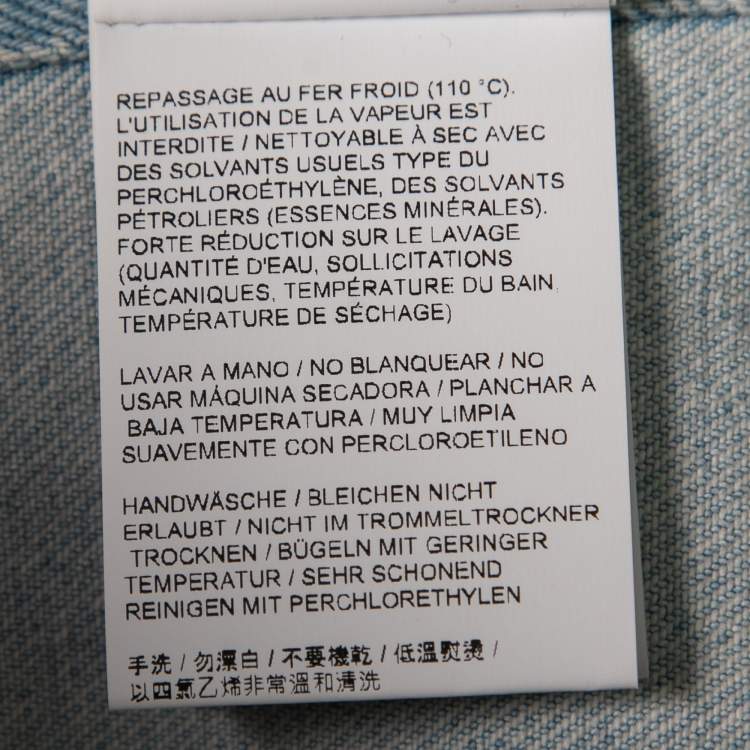 REPASSAGE AU FER FROID (110 °C).
L'UTILISATION DE LA VAPEUR EST
INTERDITE / NETTOYABLE À SEC AVEC
DES SOLVANTS USUELS TYPE DU
PERCHLOROÉTHYLÈNE, DES SOLVANTS
PÉTROLIERS (ESSENCES MINÉRALES).
FORTE RÉDUCTION SUR LE LAVAGE
(QUANTITÉ D'EAU, SOLLICITATIONS
MÉCANIQUES, TEMPÉRATURE DU BAIN,
TEMPÉRATURE DE SÉCHAGE)
LAVAR A MANO / NO BLANQUEAR / NO
USAR MÁQUINA SECADORA / PLANCHAR A
BAJA TEMPERATURA / MUY LIMPIA
SUAVEMENTE CON PERCLOROETILENO
HANDWÄSCHE / BLEICHEN NICHT
ERLAUBT / NICHT IM TROMMELTROCKNER
TROCKNEN / BÜGELN MIT GERINGER
TEMPERATUR / SEHR SCHONEND
REINIGEN MIT PERCHLORETHYLEN
手洗 / 勿漂白 / 不要機乾 / 低溫熨燙 /
以四氯乙烯非常溫和清洗